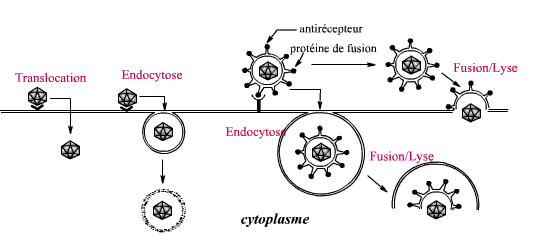 antirécepteur
protéine de fusion
Translocation
Endocytose
Fusion/Lyse
Endocytose
Fusion/Lyse
cytoplasme